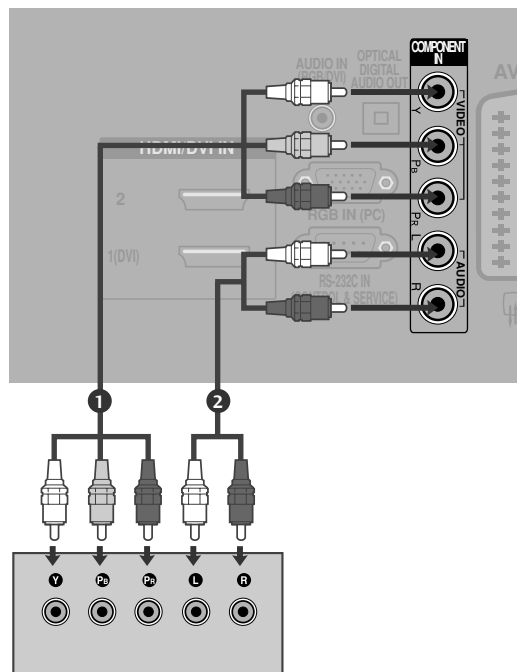 COMPONENT
IN
AUDIO IN
(RGB/DVI)
OPTICAL
DIGITAL
AUDIO OUT
AV
Y
VIDEO
PB
PR
L
AUDIO
R
HDMI/DVI IN
2
1(DVI)
RGB IN (PC)
RS-232C IN
(CONTROL & SERVICE)
1
2
Y
PB
PR
L
R